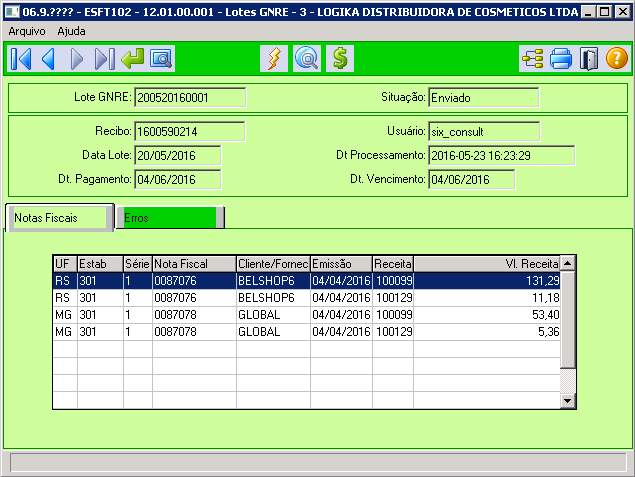 06.9.???? - ESFT102 - 12.01.00.001 - Lotes GNRE - 3 - LOGIKA DISTRIBUIDORA DE COSMETICOS LTDA
Arquivo Ajuda
Lote GNRE: 200520160001 Situação: Enviado
Recibo: 1600590214 Usuário: six_consult
Data Lote: 20/05/2016 Dt Processamento: 2016-05-23 16:23:29
Dt. Pagamento: 04/06/2016 Dt. Vencimento: 04/06/2016
Notas Fiscais Erros
UF Estab Série Nota Fiscal Cliente/Fornec Emissão Receita Vl. Receita
RS 301 1 0087076 BELSHOP6 04/04/2016 100099 131,29
RS 301 1 0087076 BELSHOP6 04/04/2016 100129 11,18
MG 301 1 0087078 GLOBAL 04/04/2016 100099 53,40
MG 301 1 0087078 GLOBAL 04/04/2016 100129 5,36